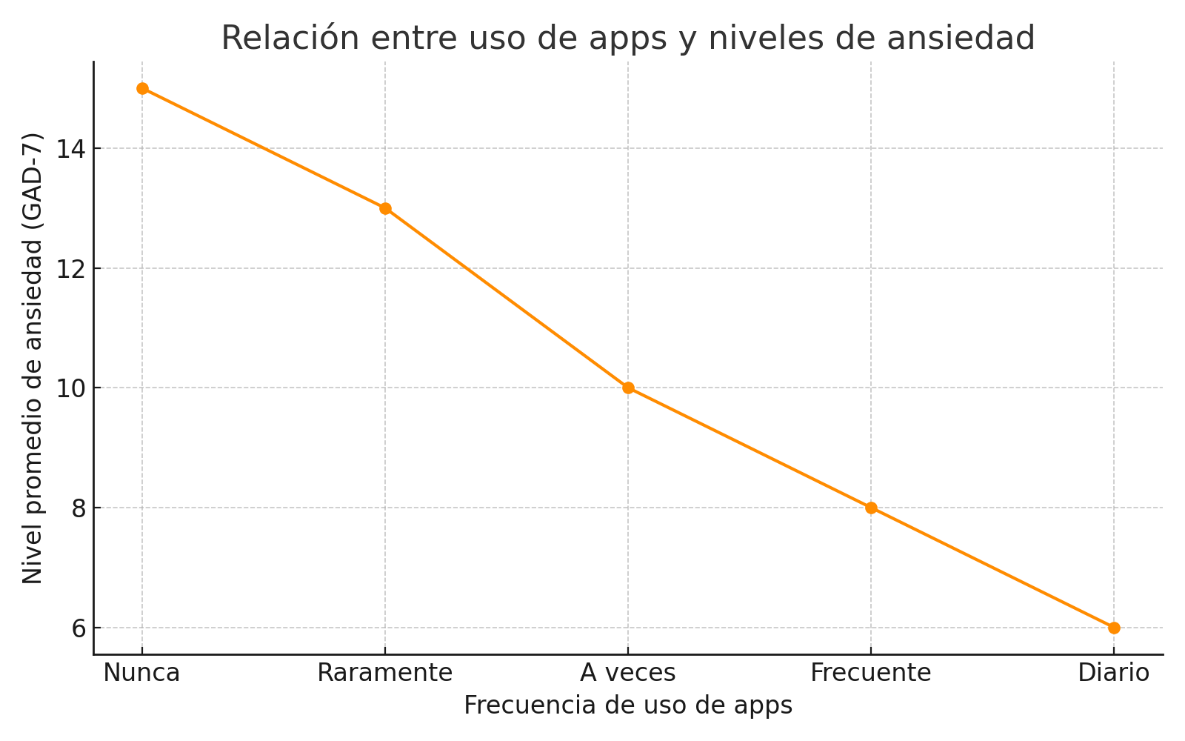 Relación entre uso de apps y niveles de ansiedad
Nivel promedio de ansiedad (GAD-7)
14
12
10
8
6
Nunca Raramente A veces Frecuente Diario
Frecuencia de uso de apps